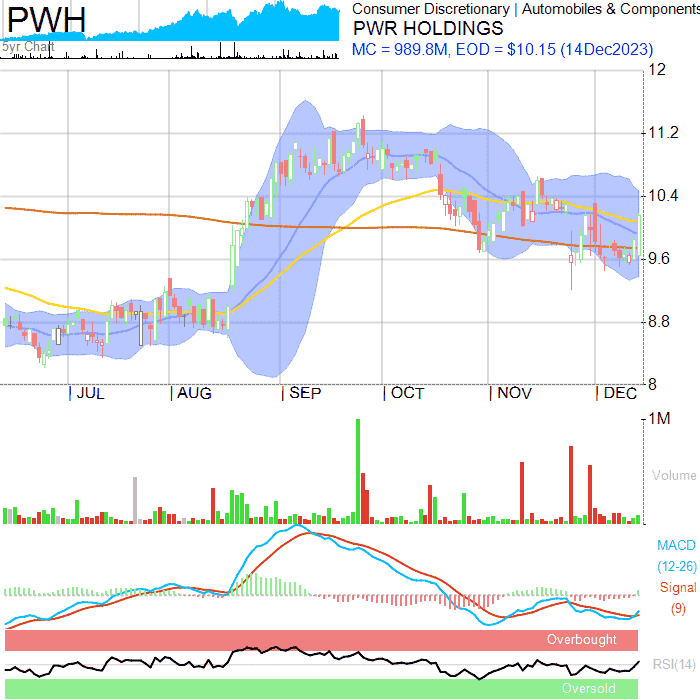 PWH
5yr Chart
Consumer Discretionary | Automobiles & Components
PWR HOLDINGS
MC = 989.8M, EOD = $10.15 (14Dec2023)
12
11.2
10.4
9.6
8.8
8
| JUL | AUG | SEP | OCT | NOV | DEC
1M
Volume
MACD
(12-26)
Signal
(9)
Overbought
RSI(14)
Oversold